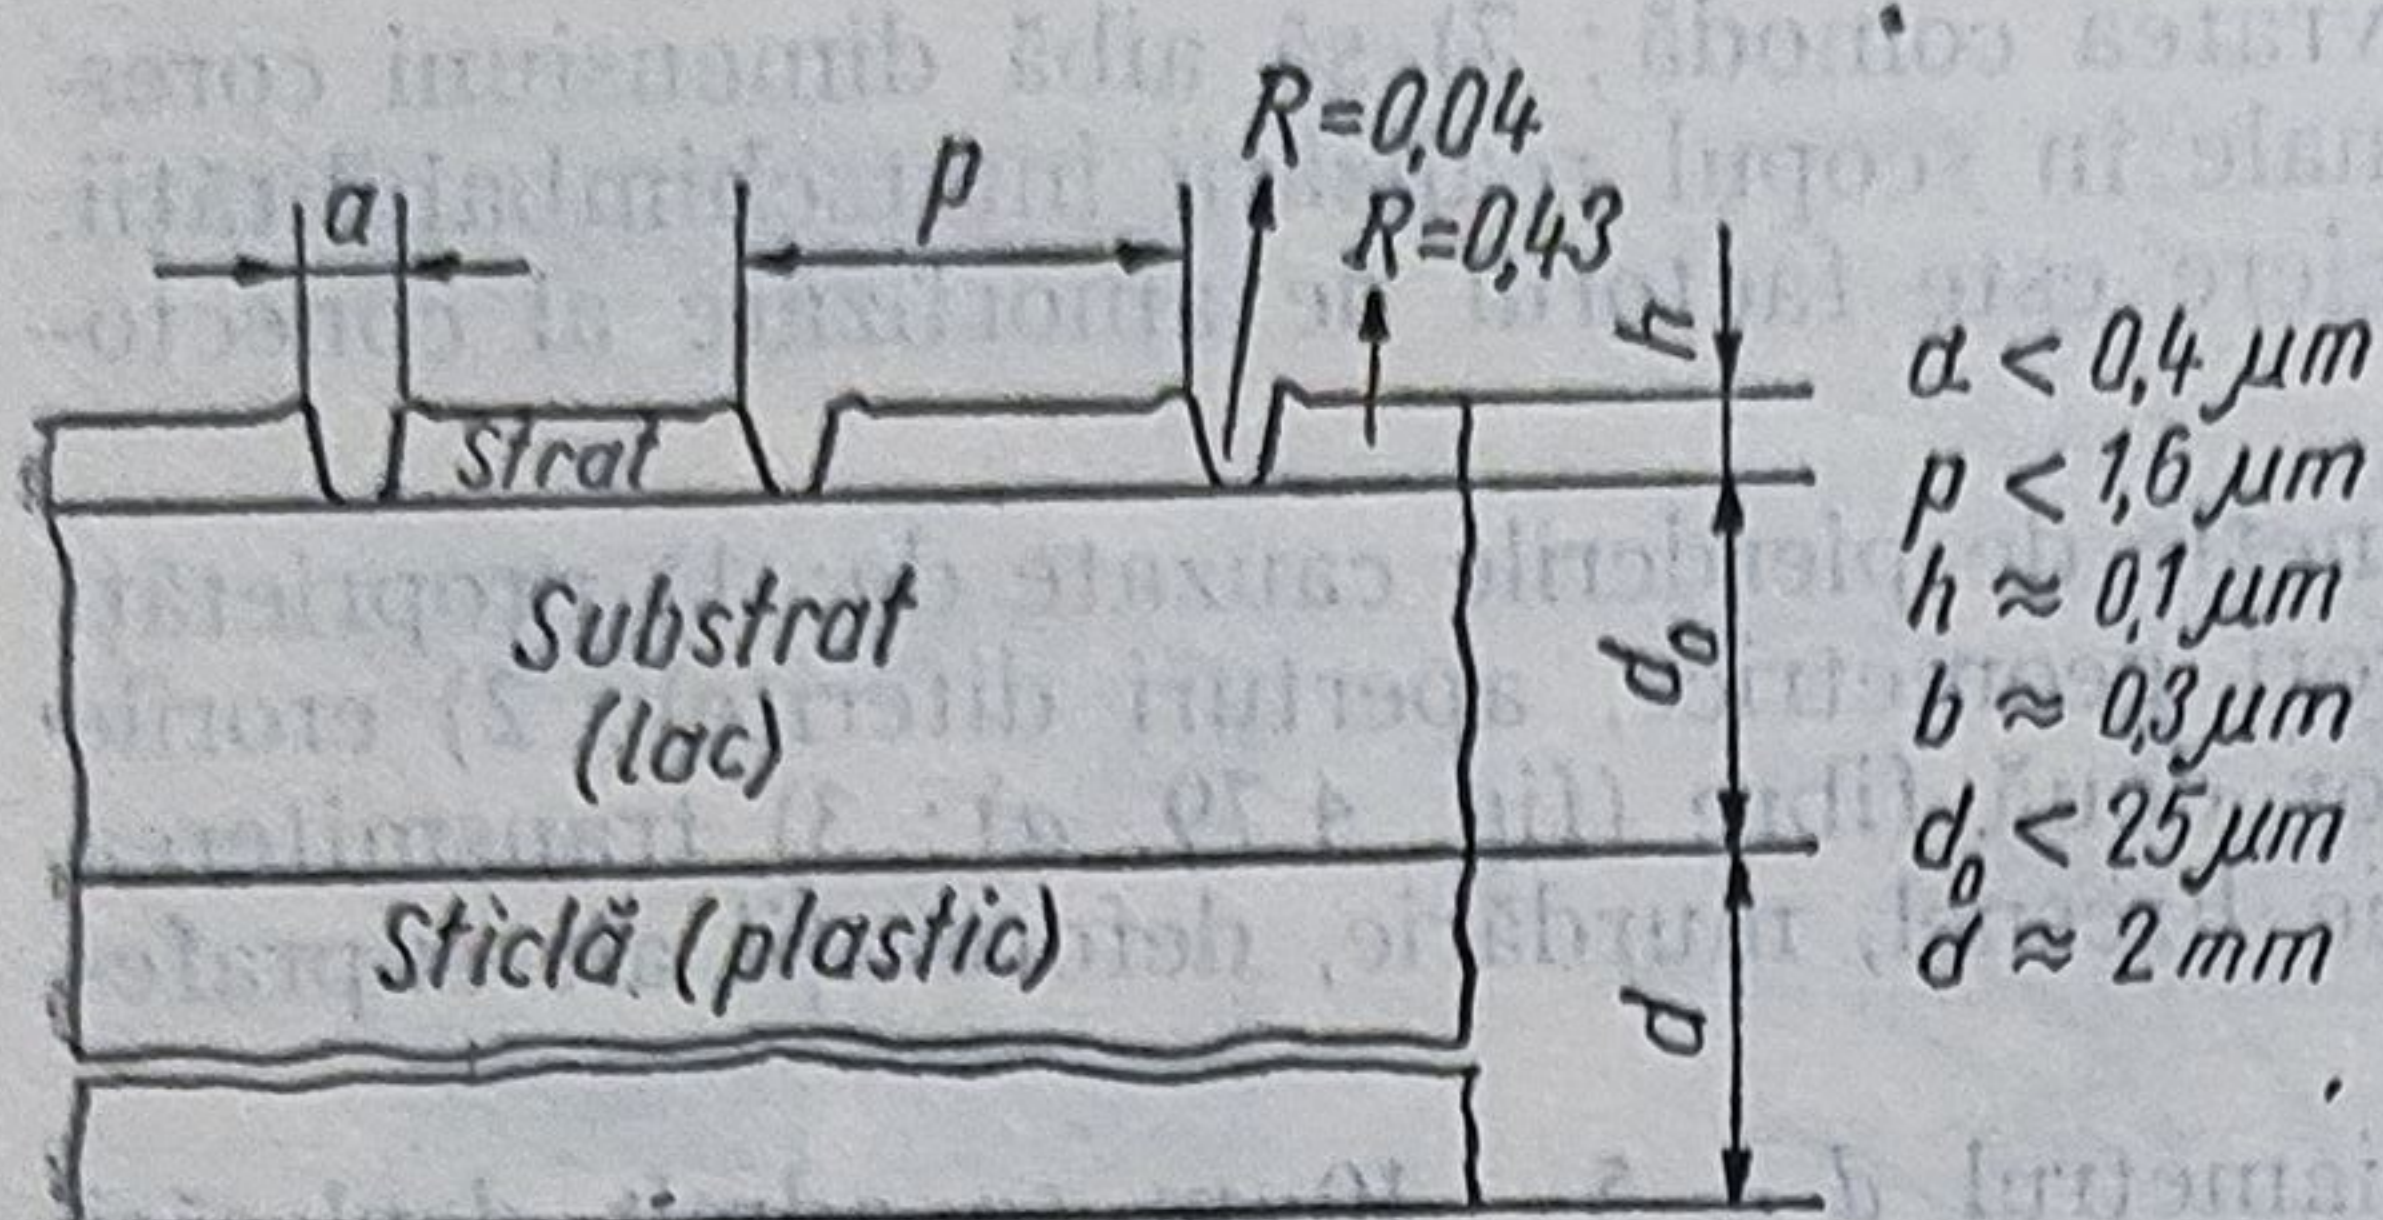 a
p
R=0,04
R=0,43
h
Strat
Substrat
(lac)
d₀
Sticlă (plastic)
d
a < 0,4 µm
p < 1,6 µm
h ≈ 0,1 µm
b ≈ 0,3 µm
d₀ < 25 µm
d ≈ 2 mm